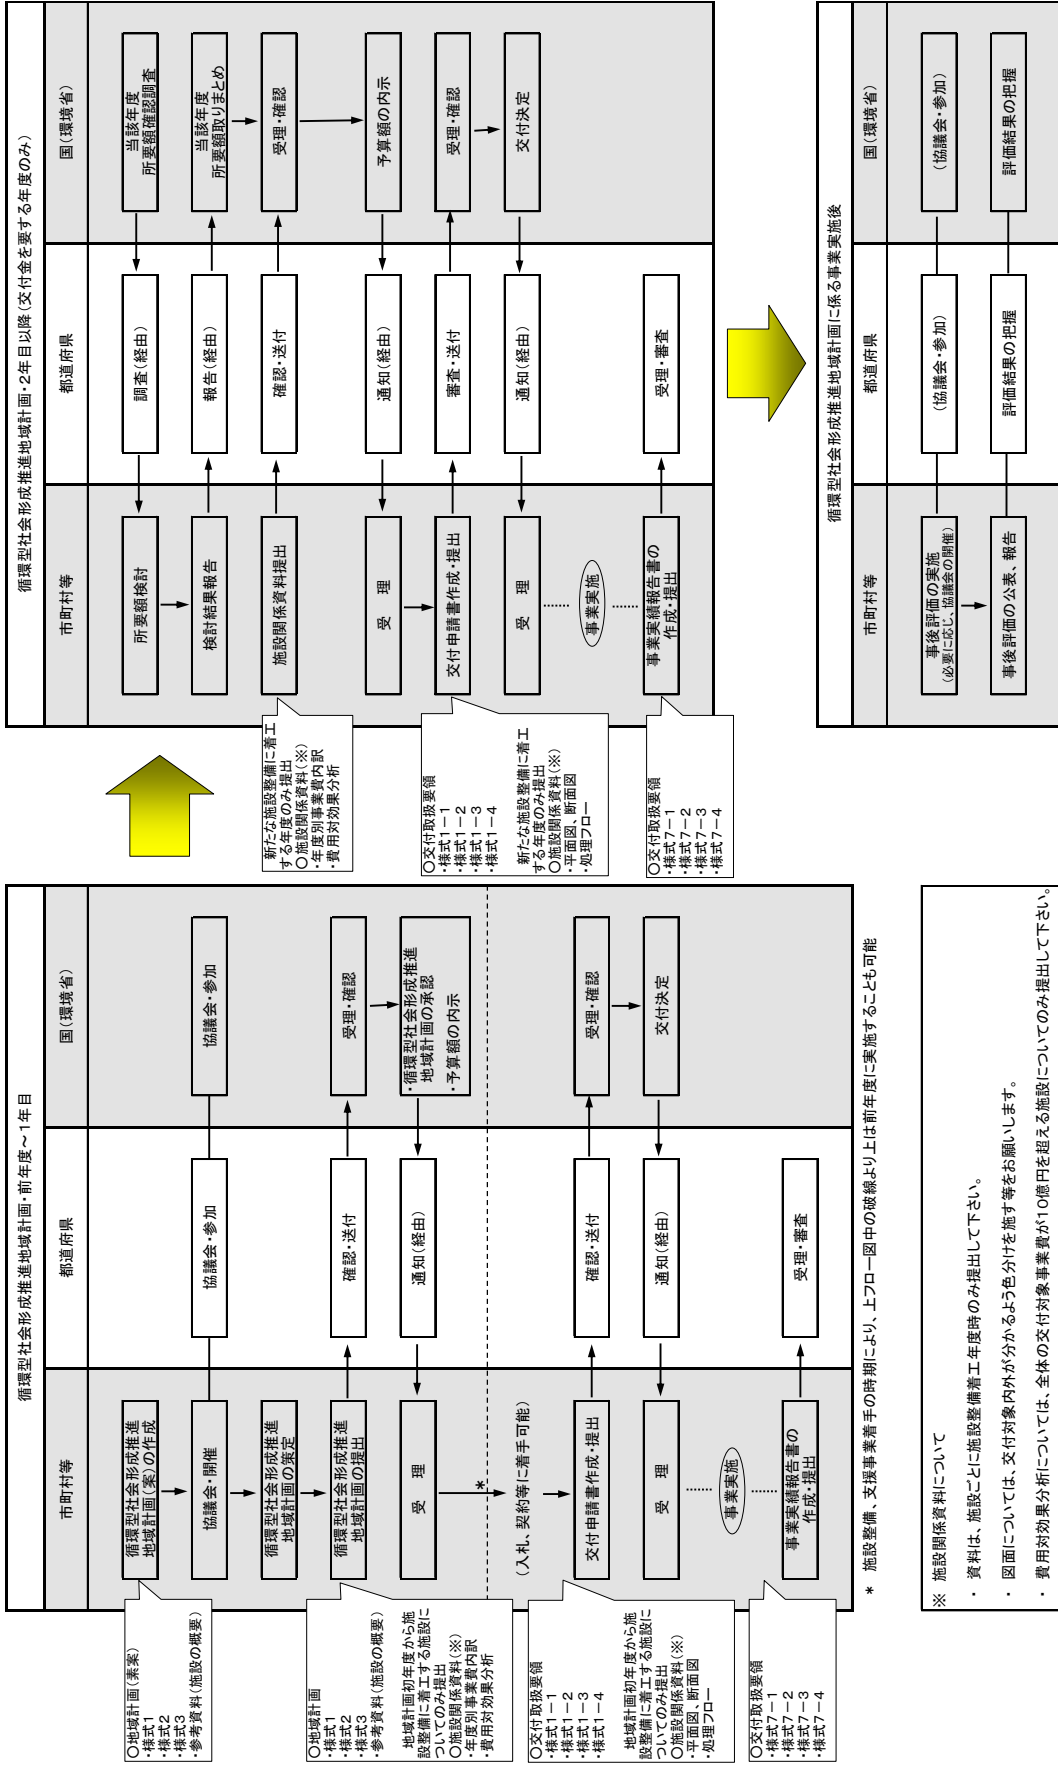 循環型社会形成推進地域計画・前年度～1年目
市町村等
都道府県
国(環境省)
循環型社会形成推進
地域計画(案)の作成
協議会・開催
協議会・参加
協議会・参加
循環型社会形成推進
地域計画の策定
循環型社会形成推進
地域計画の提出
確認・送付
受理・確認
・循環型社会形成推進
地域計画の承認
・予算額の内示
通知(経由)
受　理
*
(入札、契約等に着手可能)
交付申請書作成・提出
確認・送付
受理・確認
交付決定
通知(経由)
受　理
事業実施
事業実績報告書の
作成・提出
受理・審査
○地域計画(素案)
・様式1
・様式2
・様式3
・参考資料(施設の概要)
○地域計画
・様式1
・様式2
・様式3
・参考資料(施設の概要)
地域計画初年度から施
設整備に着工する施設に
ついてのみ提出
○施設関係資料(※)
・年度別事業費内訳
・費用対効果分析
○交付取扱要領
・様式1－1
・様式1－2
・様式1－3
・様式1－4
地域計画初年度から施
設整備に着工する施設に
ついてのみ提出
○施設関係資料(※)
・平面図、断面図
・処理フロー
○交付取扱要領
・様式7－1
・様式7－2
・様式7－3
・様式7－4
* 施設整備、支援事業着手の時期により、上フロー図中の破線より上は前年度に実施することも可能
※ 施設関係資料について
・ 資料は、施設ごとに施設整備着工年度時のみ提出して下さい。
・ 図面については、交付対象内外が分かるよう色分けを施す等をお願いします。
・ 費用対効果分析については、全体の交付対象事業費が10億円を超える施設についてのみ提出して下さい。
循環型社会形成推進地域計画・2年目以降(交付金を要する年度のみ)
市町村等
都道府県
国(環境省)
当該年度
所要額確認調査
調査(経由)
所要額検討
検討結果報告
報告(経由)
当該年度
所要額取りまとめ
施設関係資料提出
確認・送付
受理・確認
予算額の内示
通知(経由)
受　理
交付申請書作成・提出
審査・送付
受理・確認
交付決定
通知(経由)
受　理
事業実施
事業実績報告書の
作成・提出
受理・審査
新たな施設整備に着工
する年度のみ提出
○施設関係資料(※)
・年度別事業費内訳
・費用対効果分析
○交付取扱要領
・様式1－1
・様式1－2
・様式1－3
・様式1－4
新たな施設整備に着工
する年度のみ提出
○施設関係資料(※)
・平面図、断面図
・処理フロー
○交付取扱要領
・様式7－1
・様式7－2
・様式7－3
・様式7－4
循環型社会形成推進地域計画に係る事業実施後
市町村等
都道府県
国(環境省)
事後評価の実施
(必要に応じ、協議会の開催)
(協議会・参加)
(協議会・参加)
事後評価の公表、報告
評価結果の把握
評価結果の把握